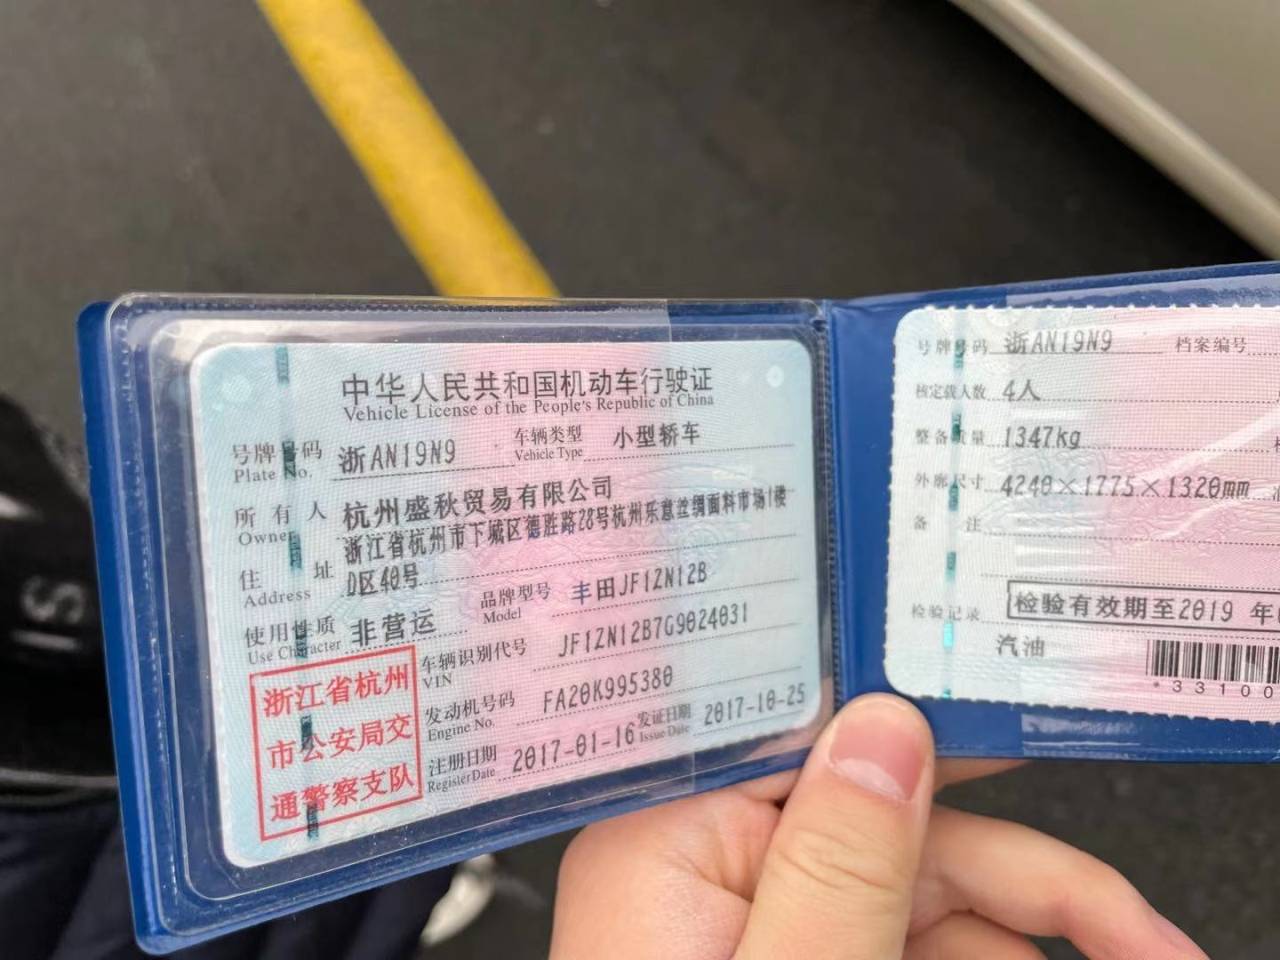 中华人民共和国机动车行驶证
Vehicle License of the People's Republic of China
号牌号码 浙AN19N9 车辆类型 小型轿车
Plate No. Vehicle Type
所有人 杭州盛秋贸易有限公司
Owner
住址 浙江省杭州市下城区德胜路28号杭州乐意丝绸面料市场1楼
Address D区40号
使用性质 非营运 品牌型号 丰田JF1ZN12B
Use Character Model
车辆识别代号 JF1ZN12B7G9024031
VIN
发动机号码 FA20K995380
Engine No.
注册日期 2017-01-16 发证日期 2017-10-25
Register Date Issue Date
浙江省杭州
市公安局交
通警察支队
号牌号码 浙AN19N9 档案编号
核定载人数 4人
整备质量 1347kg
外廓尺寸 4240×1775×1320mm
备注
检验记录 检验有效期至2019 年
汽油
*33100
IS